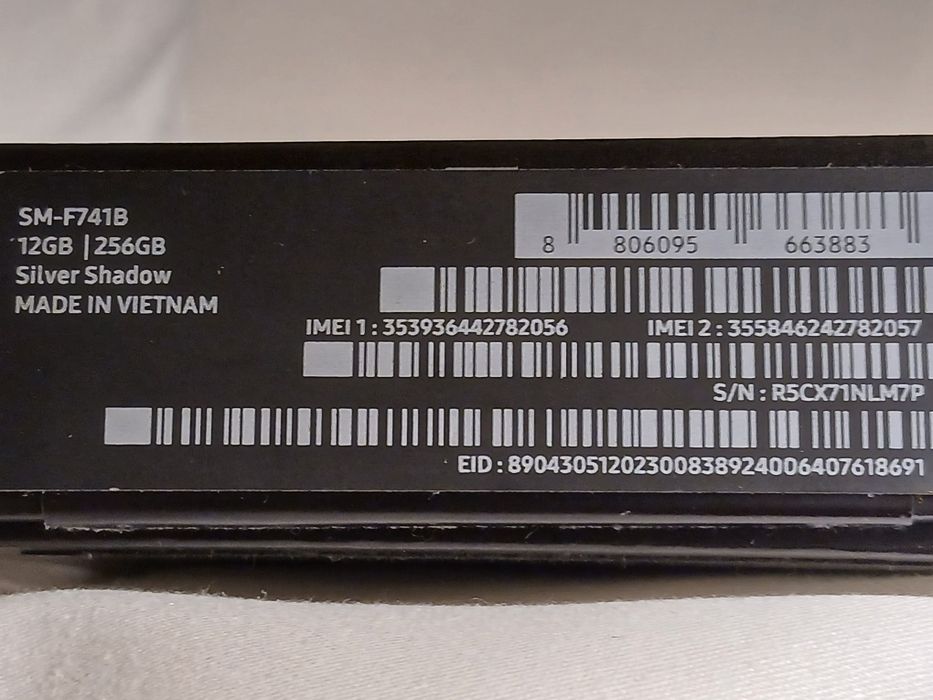 SM-F741B
12GB | 256GB
Silver Shadow
MADE IN VIETNAM
8 806095 663883
IMEI 1 : 353936442782056 IMEI 2 : 355846242782057
S/N : R5CX71NLM7P
EID : 89043051202300838924006407618691